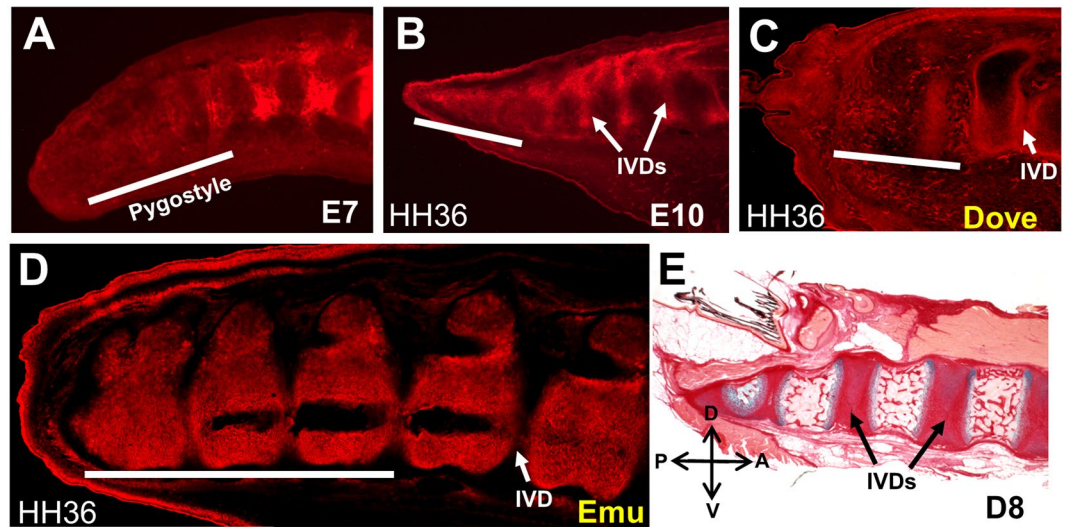 A
Pygostyle
E7
B
IVDs
HH36
E10
C
IVD
HH36
Dove
D
IVD
HH36
Emu
E
D
P
A
V
IVDs
D8